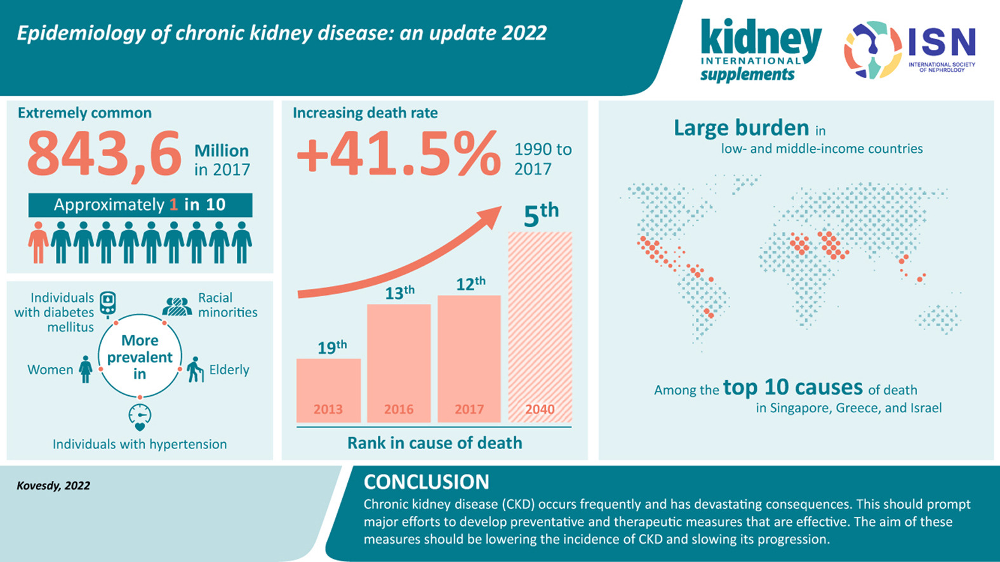 Epidemiology of chronic kidney disease: an update 2022
kidney
INTERNATIONAL
supplements
ISN
INTERNATIONAL SOCIETY
OF NEPHROLOGY
Extremely common
843,6
Million
in 2017
Approximately 1 in 10
Individuals
with diabetes
mellitus
Racial
minorities
More
prevalent
in
Women
Elderly
Individuals with hypertension
Increasing death rate
+41.5%
1990 to
2017
5th
12th
13th
19th
2013
2016
2017
2040
Rank in cause of death
Large burden in
low- and middle-income countries
Among the top 10 causes of death
in Singapore, Greece, and Israel
Kovesdy, 2022
CONCLUSION
Chronic kidney disease (CKD) occurs frequently and has devastating consequences. This should prompt
major efforts to develop preventative and therapeutic measures that are effective. The aim of these
measures should be lowering the incidence of CKD and slowing its progression.